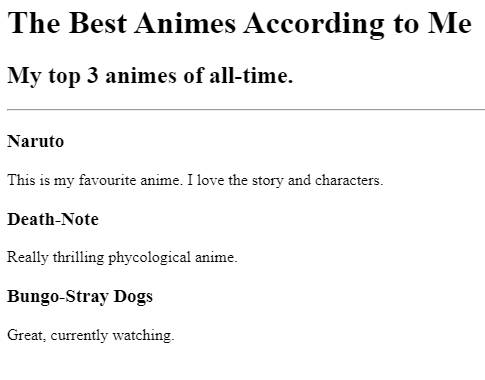 The Best Animes According to Me
My top 3 animes of all-time.
Naruto
This is my favourite anime. I love the story and characters.
Death-Note
Really thrilling phycological anime.
Bungo-Stray Dogs
Great, currently watching.